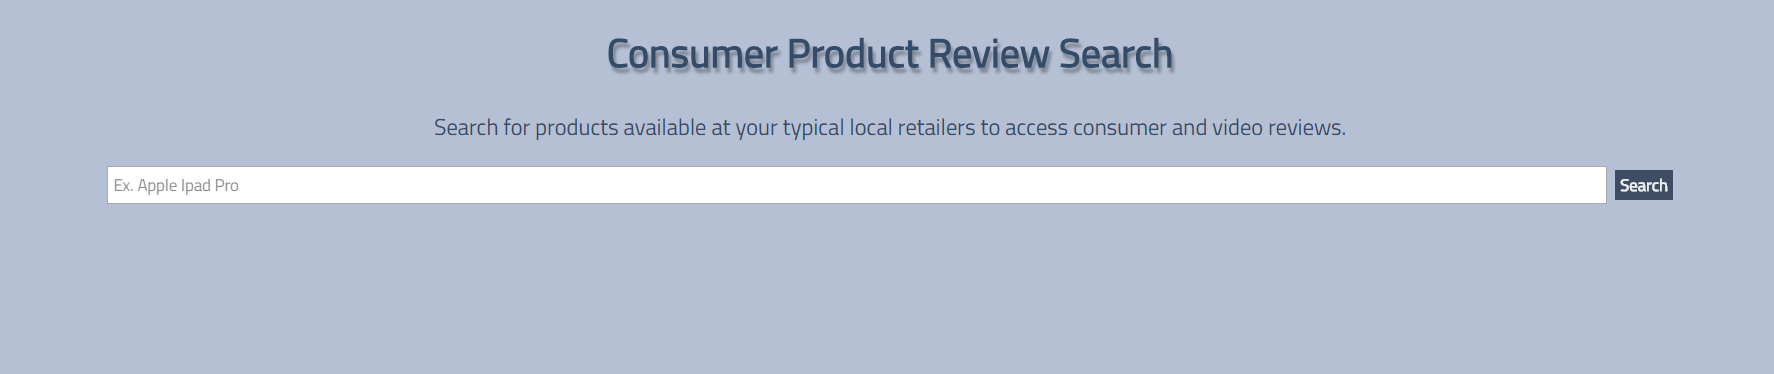 Consumer Product Review Search
Search for products available at your typical local retailers to access consumer and video reviews.
Ex. Apple Ipad Pro
Search